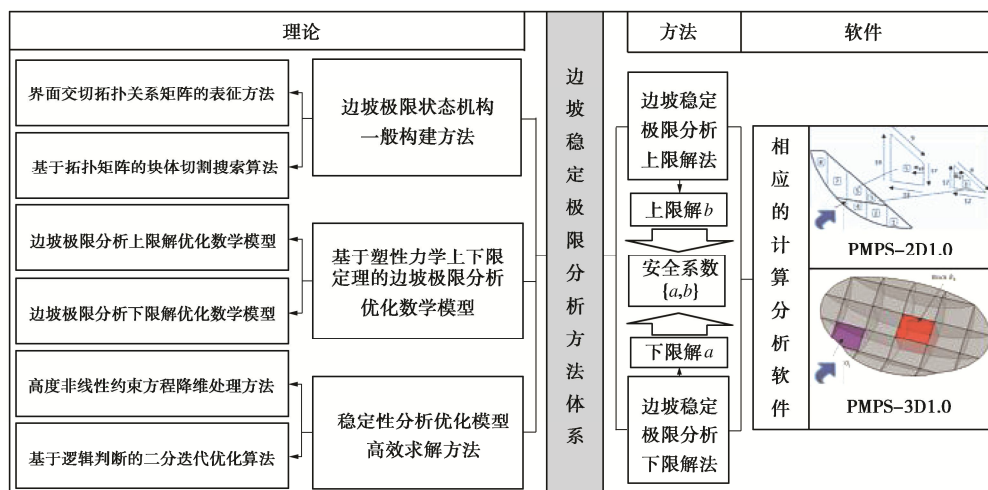 理论
方法
软件
界面交切拓扑关系矩阵的表征方法
基于拓扑矩阵的块体切割搜索算法
边坡极限分析上限解优化数学模型
边坡极限分析下限解优化数学模型
高度非线性约束方程降维处理方法
基于逻辑判断的二分迭代优化算法
边坡极限状态机构
一般构建方法
基于塑性力学上下限
定理的边坡极限分析
优化数学模型
稳定性分析优化模型
高效求解方法
边坡稳定极限分析方法体系
边坡稳定
极限分析
上限解法
上限解b
安全系数
{a,b}
下限解a
边坡稳定
极限分析
下限解法
相应的计算分析软件
PMPS-2D1.0
PMPS-3D1.0